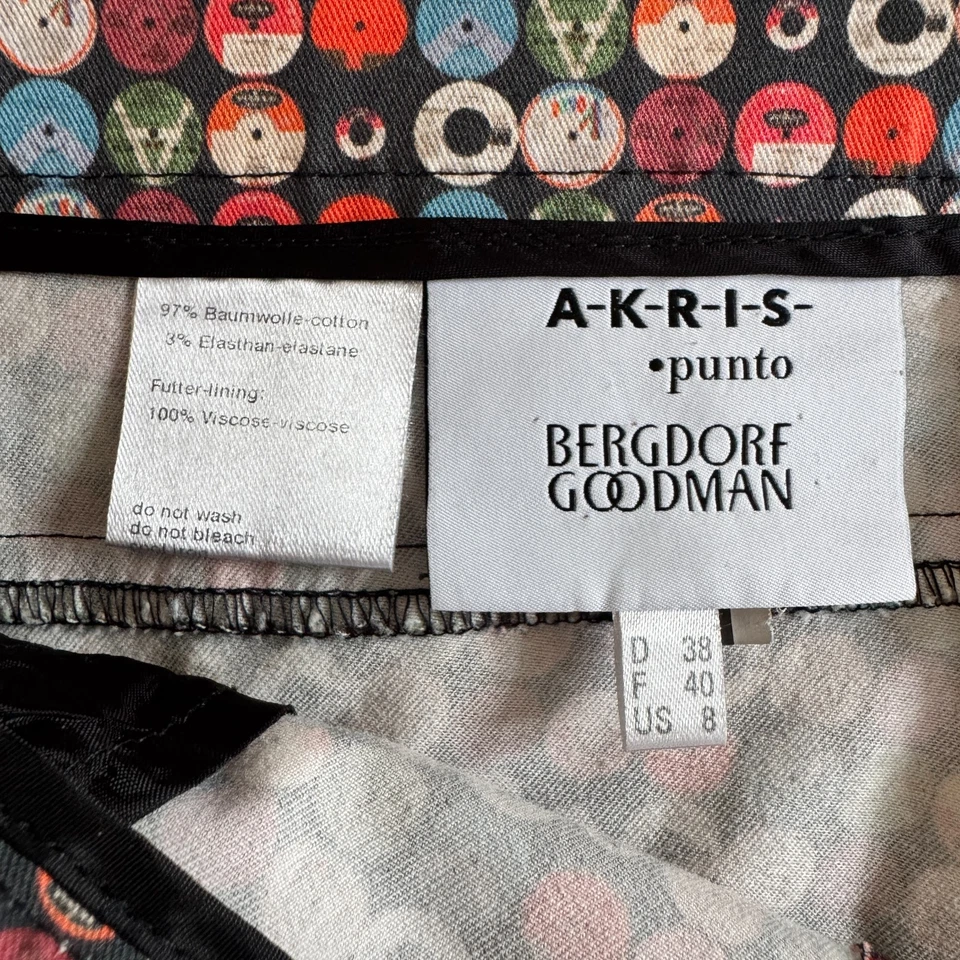 97% Baumwolle-cotton
3% Elasthan-elastane
Futter-lining:
100% Viscose-viscose
do not wash
do not bleach
A-K-R-I-S-
•punto
BERGDORF
GOODMAN
D 38
F 40
US 8